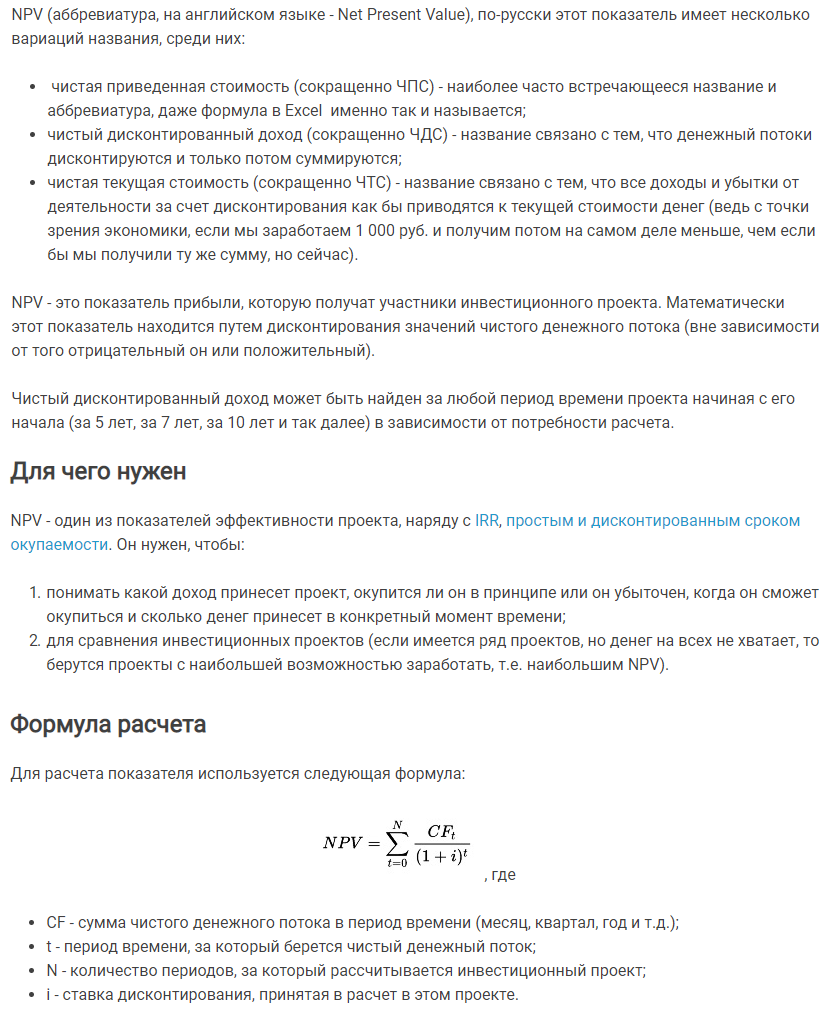 NPV (аббревиатура, на английском языке - Net Present Value), по-русски этот показатель имеет несколько
вариаций названия, среди них:
• чистая приведенная стоимость (сокращенно ЧПС) - наиболее часто встречающееся название и
аббревиатура, даже формула в Excel именно так и называется;
• чистый дисконтированный доход (сокращенно ЧДС) - название связано с тем, что денежный потоки
дисконтируются и только потом суммируются;
• чистая текущая стоимость (сокращенно ЧТС) - название связано с тем, что все доходы и убытки от
деятельности за счет дисконтирования как бы приводятся к текущей стоимости денег (ведь с точки
зрения экономики, если мы заработаем 1 000 руб. и получим потом на самом деле меньше, чем если
бы мы получили ту же сумму, но сейчас).
NPV - это показатель прибыли, которую получат участники инвестиционного проекта. Математически
этот показатель находится путем дисконтирования значений чистого денежного потока (вне зависимости
от того отрицательный он или положительный).
Чистый дисконтированный доход может быть найден за любой период времени проекта начиная с его
начала (за 5 лет, за 7 лет, за 10 лет и так далее) в зависимости от потребности расчета.
Для чего нужен
NPV - один из показателей эффективности проекта, наряду с IRR, простым и дисконтированным сроком
окупаемости. Он нужен, чтобы:
1. понимать какой доход принесет проект, окупится ли он в принципе или он убыточен, когда он сможет
окупиться и сколько денег принесет в конкретный момент времени;
2. для сравнения инвестиционных проектов (если имеется ряд проектов, но денег на всех не хватает, то
берутся проекты с наибольшей возможностью заработать, т.е. наибольшим NPV).
Формула расчета
Для расчета показателя используется следующая формула:
NPV = \sum_{t=0}^{N} \frac{CF_t}{(1+i)^t} , где
• CF - сумма чистого денежного потока в период времени (месяц, квартал, год и т.д.);
• t - период времени, за который берется чистый денежный поток;
• N - количество периодов, за который рассчитывается инвестиционный проект;
• i - ставка дисконтирования, принятая в расчет в этом проекте.